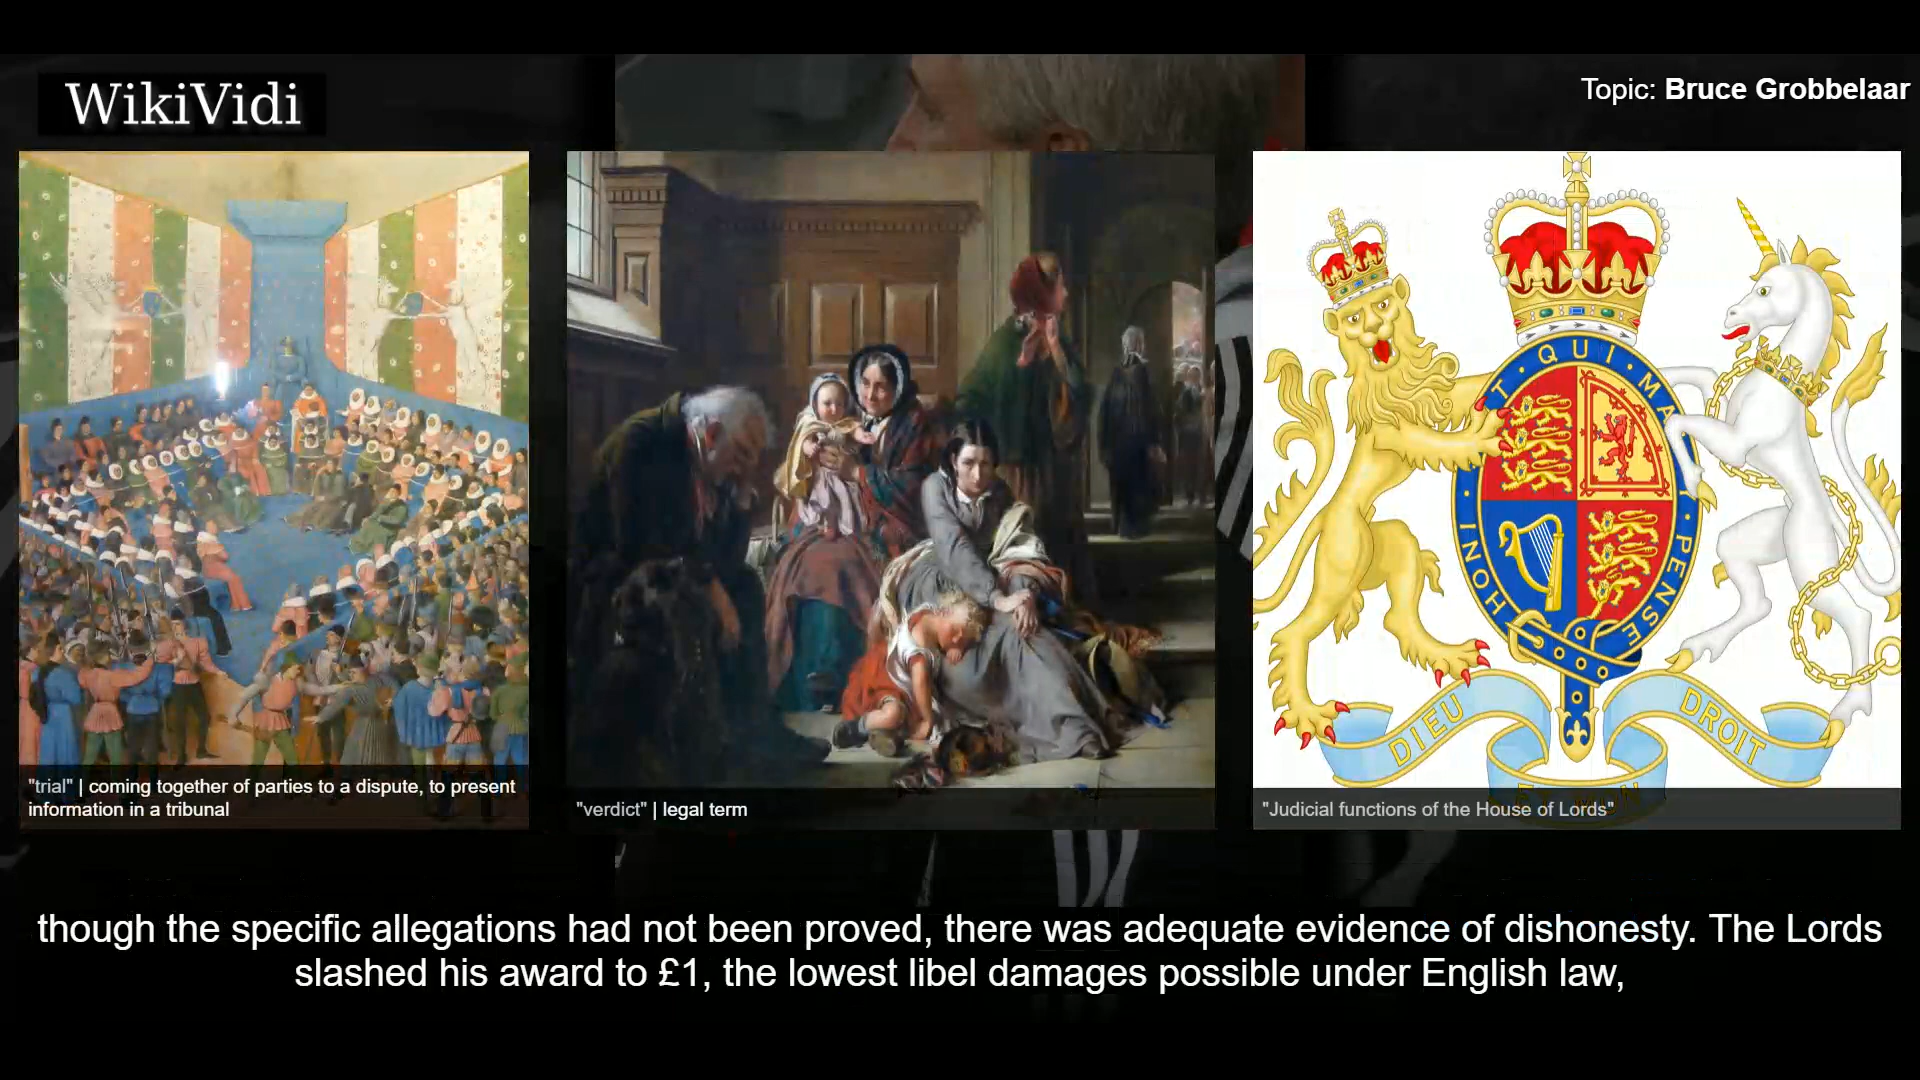 WikiVidi
Topic: Bruce Grobbelaar
"trial" | coming together of parties to a dispute, to present
information in a tribunal
"verdict" | legal term
T · QUI · MA
Y · PENSE
HONI ·
DIEU
DROIT
"Judicial functions of the House of Lords"
though the specific allegations had not been proved, there was adequate evidence of dishonesty. The Lords
slashed his award to £1, the lowest libel damages possible under English law,